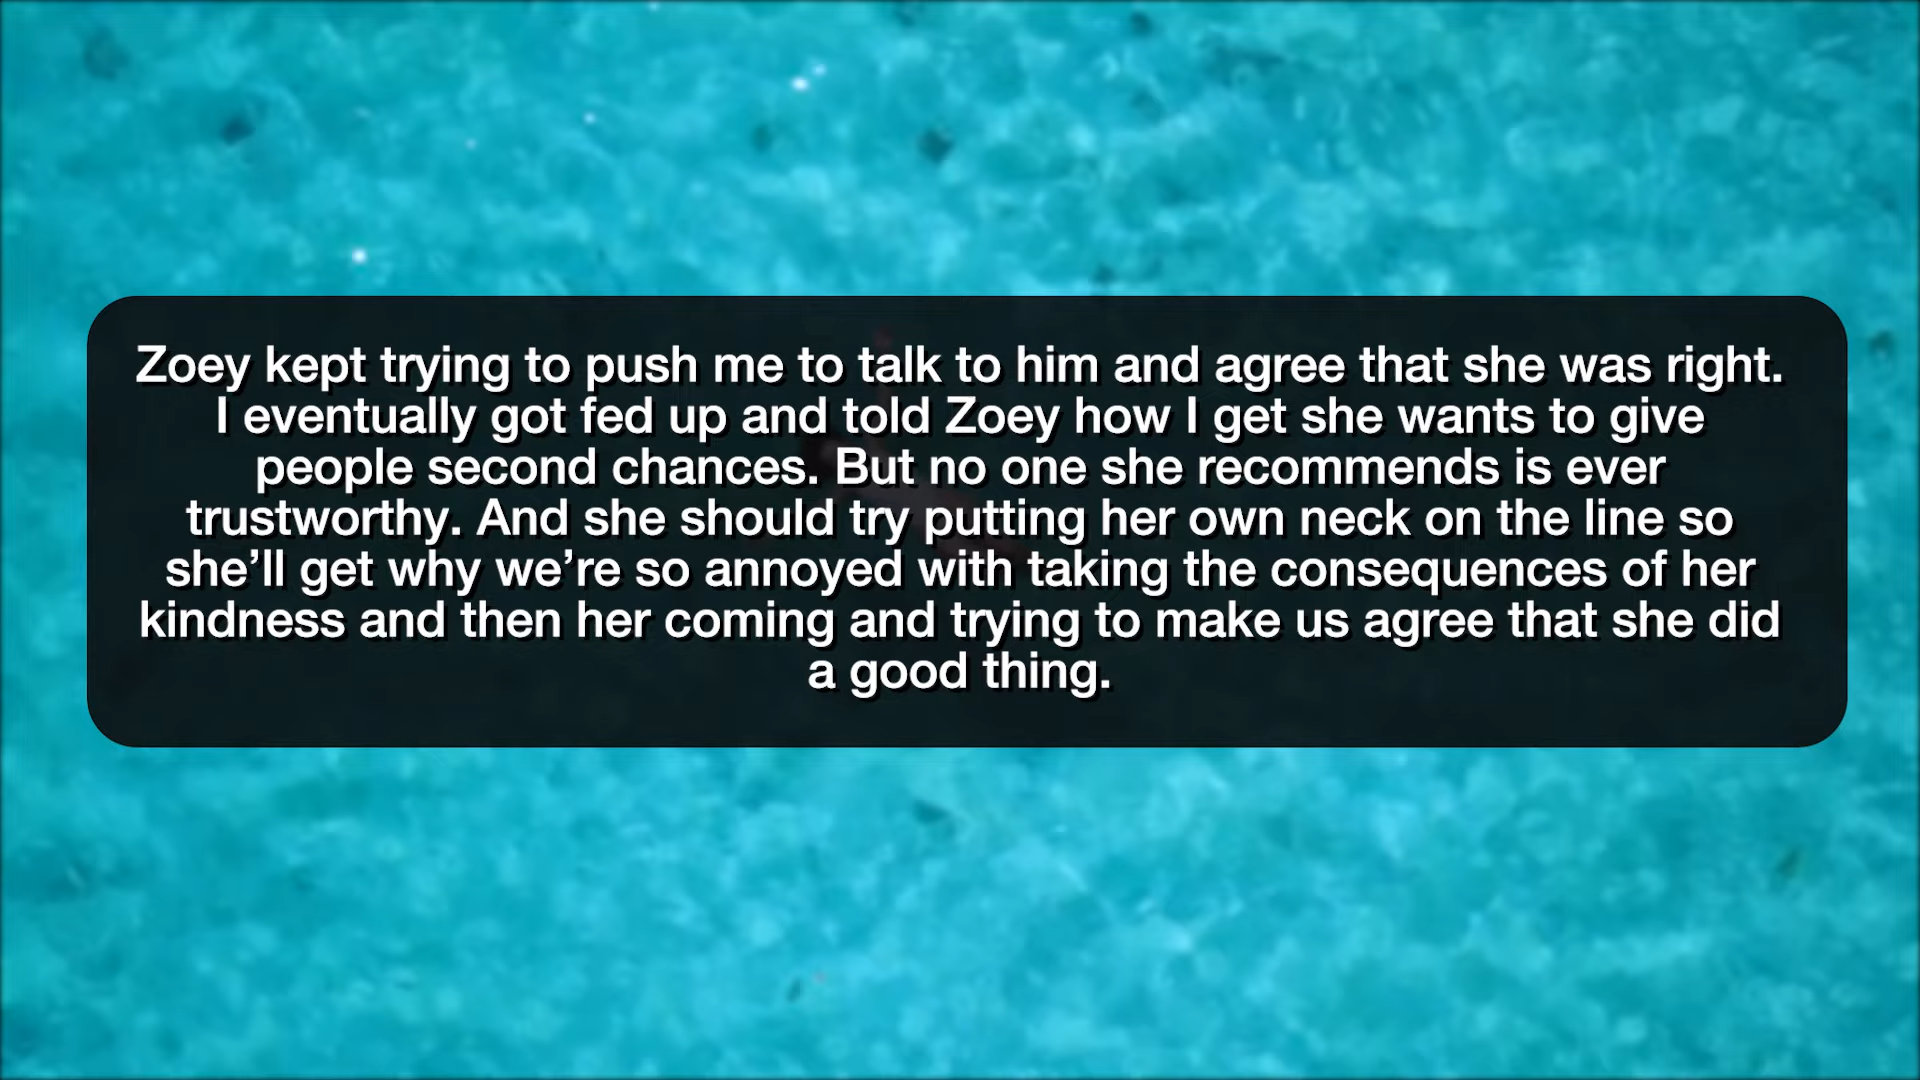 Zoey kept trying to push me to talk to him and agree that she was right.
I eventually got fed up and told Zoey how I get she wants to give
people second chances. But no one she recommends is ever
trustworthy. And she should try putting her own neck on the line so
she’ll get why we’re so annoyed with taking the consequences of her
kindness and then her coming and trying to make us agree that she did
a good thing.